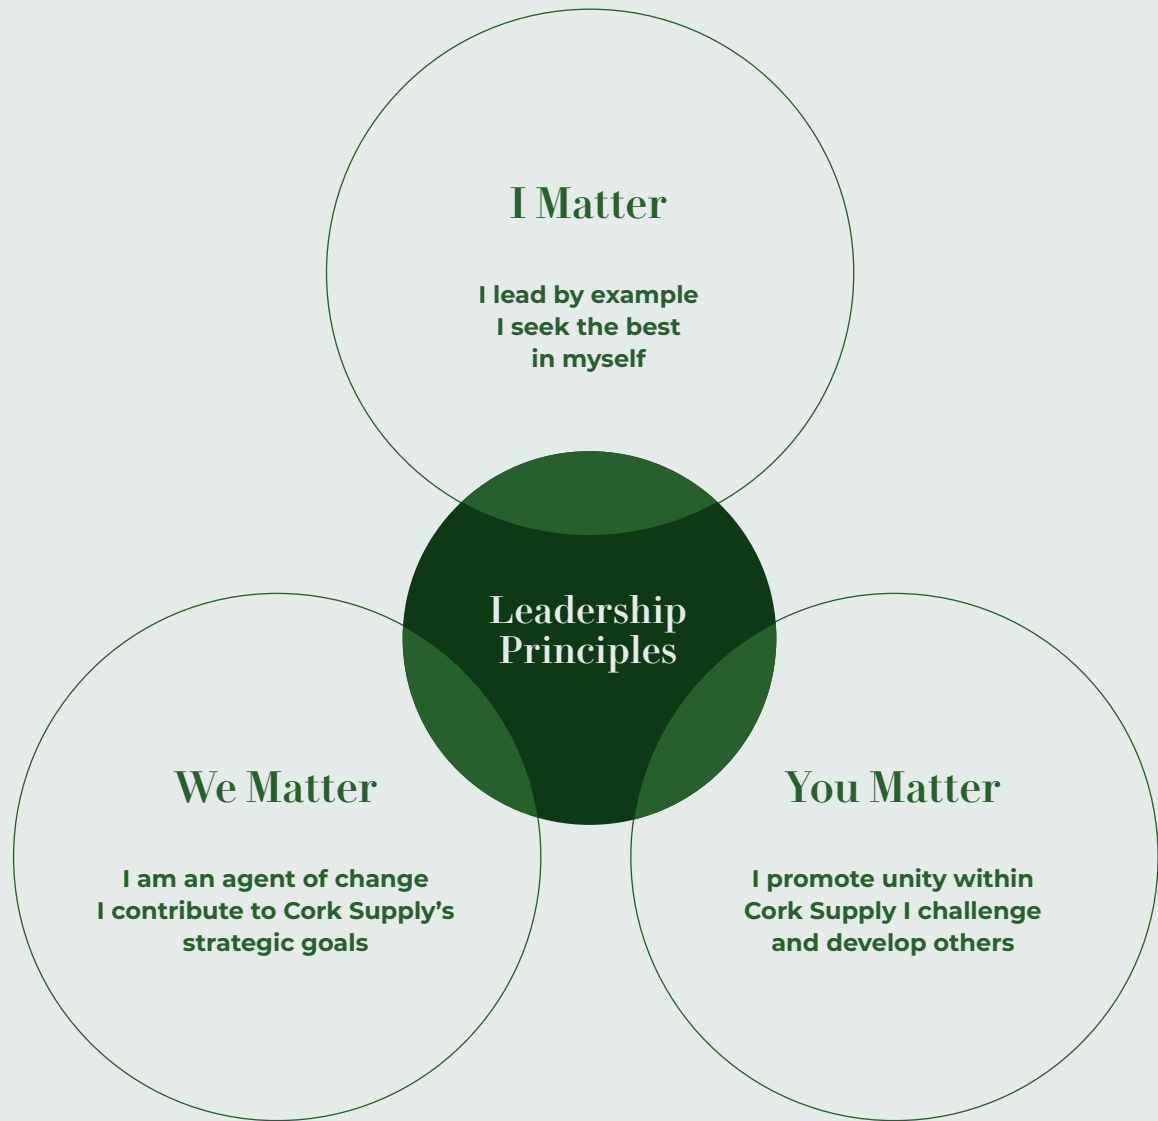 I Matter
I lead by example
I seek the best
in myself
Leadership
Principles
We Matter
I am an agent of change
I contribute to Cork Supply’s
strategic goals
You Matter
I promote unity within
Cork Supply I challenge
and develop others